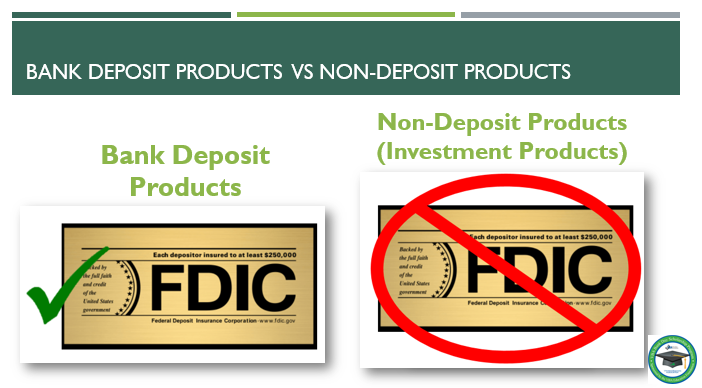 BANK DEPOSIT PRODUCTS VS NON-DEPOSIT PRODUCTS
Bank Deposit
Products
Each depositor insured to at least $250,000
cked by
the full faith
and credit
of the
United States
government
FDIC
Federal Deposit Insurance Corporation · www.fdic.gov
Non-Deposit Products
(Investment Products)
Each depositor insured to at least $250,000
Backed by
the full faith
and credit
of the
United States
government
FDIC
Federal Deposit Insurance Corporation · www.fdic.gov